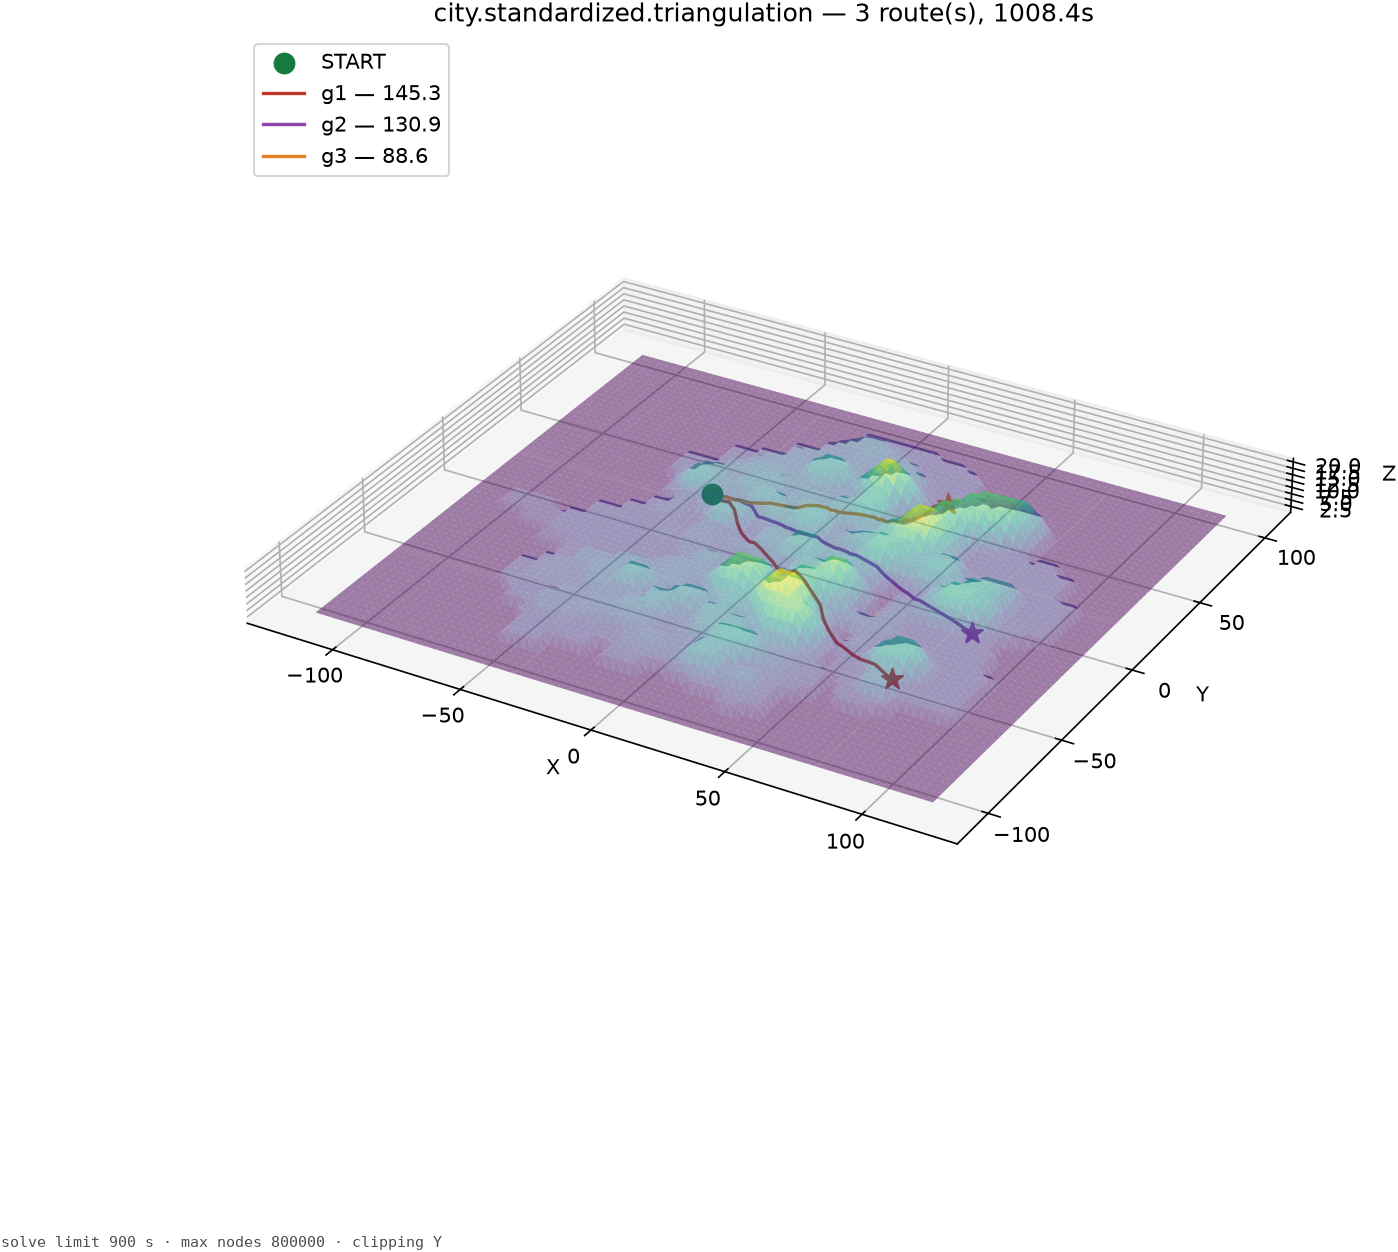 city.standardized.triangulation — 3 route(s), 1008.4s
START
g1 — 145.3
g2 — 130.9
g3 — 88.6
20.0
2.5
Z
100
50
0
Y
−50
−100
−100
−50
X
0
50
100
solve limit 900 s · max nodes 800000 · clipping Y